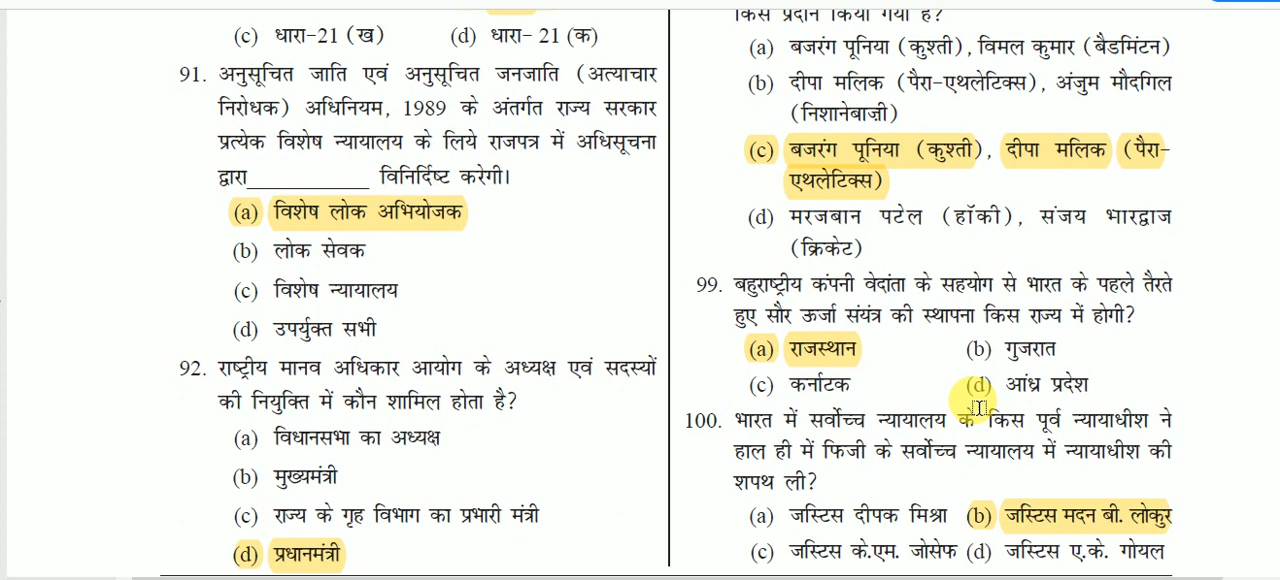 (c) धारा-21 (ख) (d) धारा- 21 (क)
91. अनुसूचित जाति एवं अनुसूचित जनजाति (अत्याचार
निरोधक) अधिनियम, 1989 के अंतर्गत राज्य सरकार
प्रत्येक विशेष न्यायालय के लिये राजपत्र में अधिसूचना
द्वारा____________ विनिर्दिष्ट करेगी।
(a) विशेष लोक अभियोजक
(b) लोक सेवक
(c) विशेष न्यायालय
(d) उपर्युक्त सभी
92. राष्ट्रीय मानव अधिकार आयोग के अध्यक्ष एवं सदस्यों
की नियुक्ति में कौन शामिल होता है?
(a) विधानसभा का अध्यक्ष
(b) मुख्यमंत्री
(c) राज्य के गृह विभाग का प्रभारी मंत्री
(d) प्रधानमंत्री
किसे प्रदान किया गया है?
(a) बजरंग पूनिया (कुश्ती), विमल कुमार (बैडमिंटन)
(b) दीपा मलिक (पैरा-एथलेटिक्स), अंजुम मौदगिल
(निशानेबाज़ी)
(c) बजरंग पूनिया (कुश्ती), दीपा मलिक (पैरा-
एथलेटिक्स)
(d) मरजबान पटेल (हॉकी), संजय भारद्वाज
(क्रिकेट)
99. बहुराष्ट्रीय कंपनी वेदांता के सहयोग से भारत के पहले तैरते
हुए सौर ऊर्जा संयंत्र की स्थापना किस राज्य में होगी?
(a) राजस्थान (b) गुजरात
(c) कर्नाटक (d) आंध्र प्रदेश
100. भारत में सर्वोच्च न्यायालय के किस पूर्व न्यायाधीश ने
हाल ही में फिजी के सर्वोच्च न्यायालय में न्यायाधीश की
शपथ ली?
(a) जस्टिस दीपक मिश्रा (b) जस्टिस मदन बी. लोकुर
(c) जस्टिस के.एम. जोसेफ (d) जस्टिस ए.के. गोयल